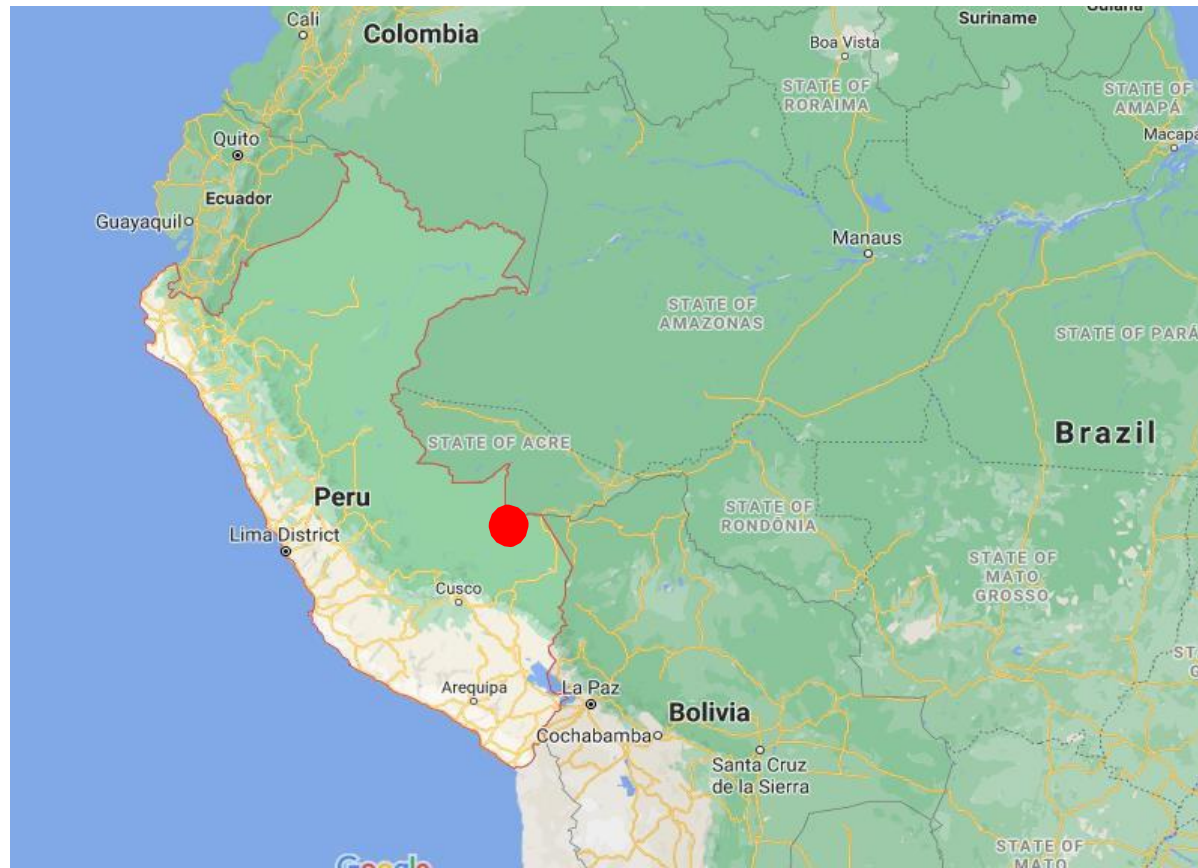 Cali
Colombia
Suriname
Boa Vista
STATE OF
RORAIMA
STATE OF
AMAPÁ
Quito
Macapá
Ecuador
Guayaquil
Manaus
STATE OF
AMAZONAS
STATE OF PARÁ
STATE OF ACRE
Brazil
Peru
STATE OF
RONDÔNIA
Lima District
STATE OF
MATO
GROSSO
Cusco
Arequipa
La Paz
Bolivia
Cochabamba
Santa Cruz
de la Sierra
STATE OF
MATO
Google